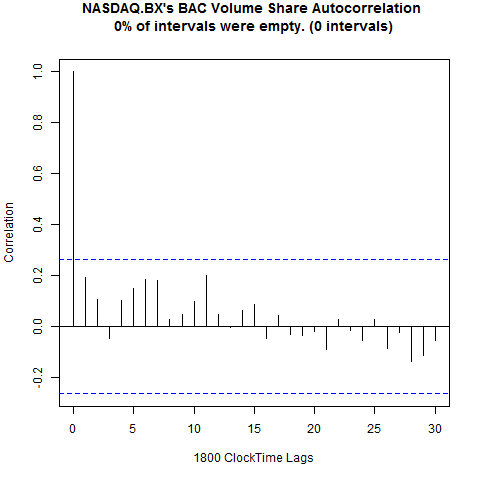 NASDAQ.BX's BAC Volume Share Autocorrelation
0% of intervals were empty. (0 intervals)
Correlation
1.0
0.8
0.6
0.4
0.2
0.0
-0.2
0 5 10 15 20 25 30
1800 ClockTime Lags